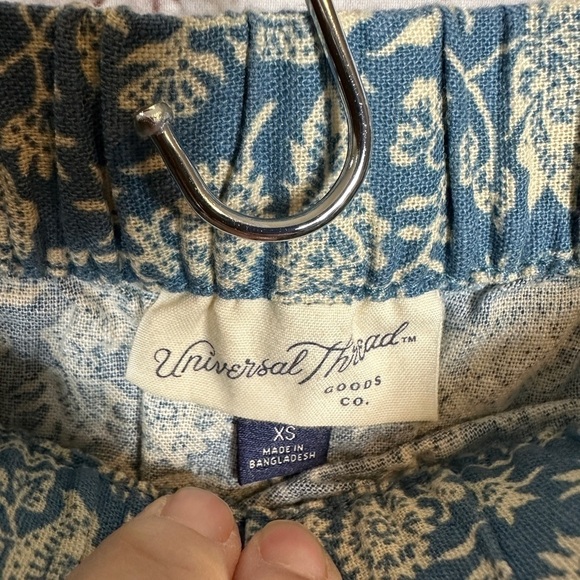 Universal Thread™
GOODS
CO.
XS
MADE IN
BANGLADESH